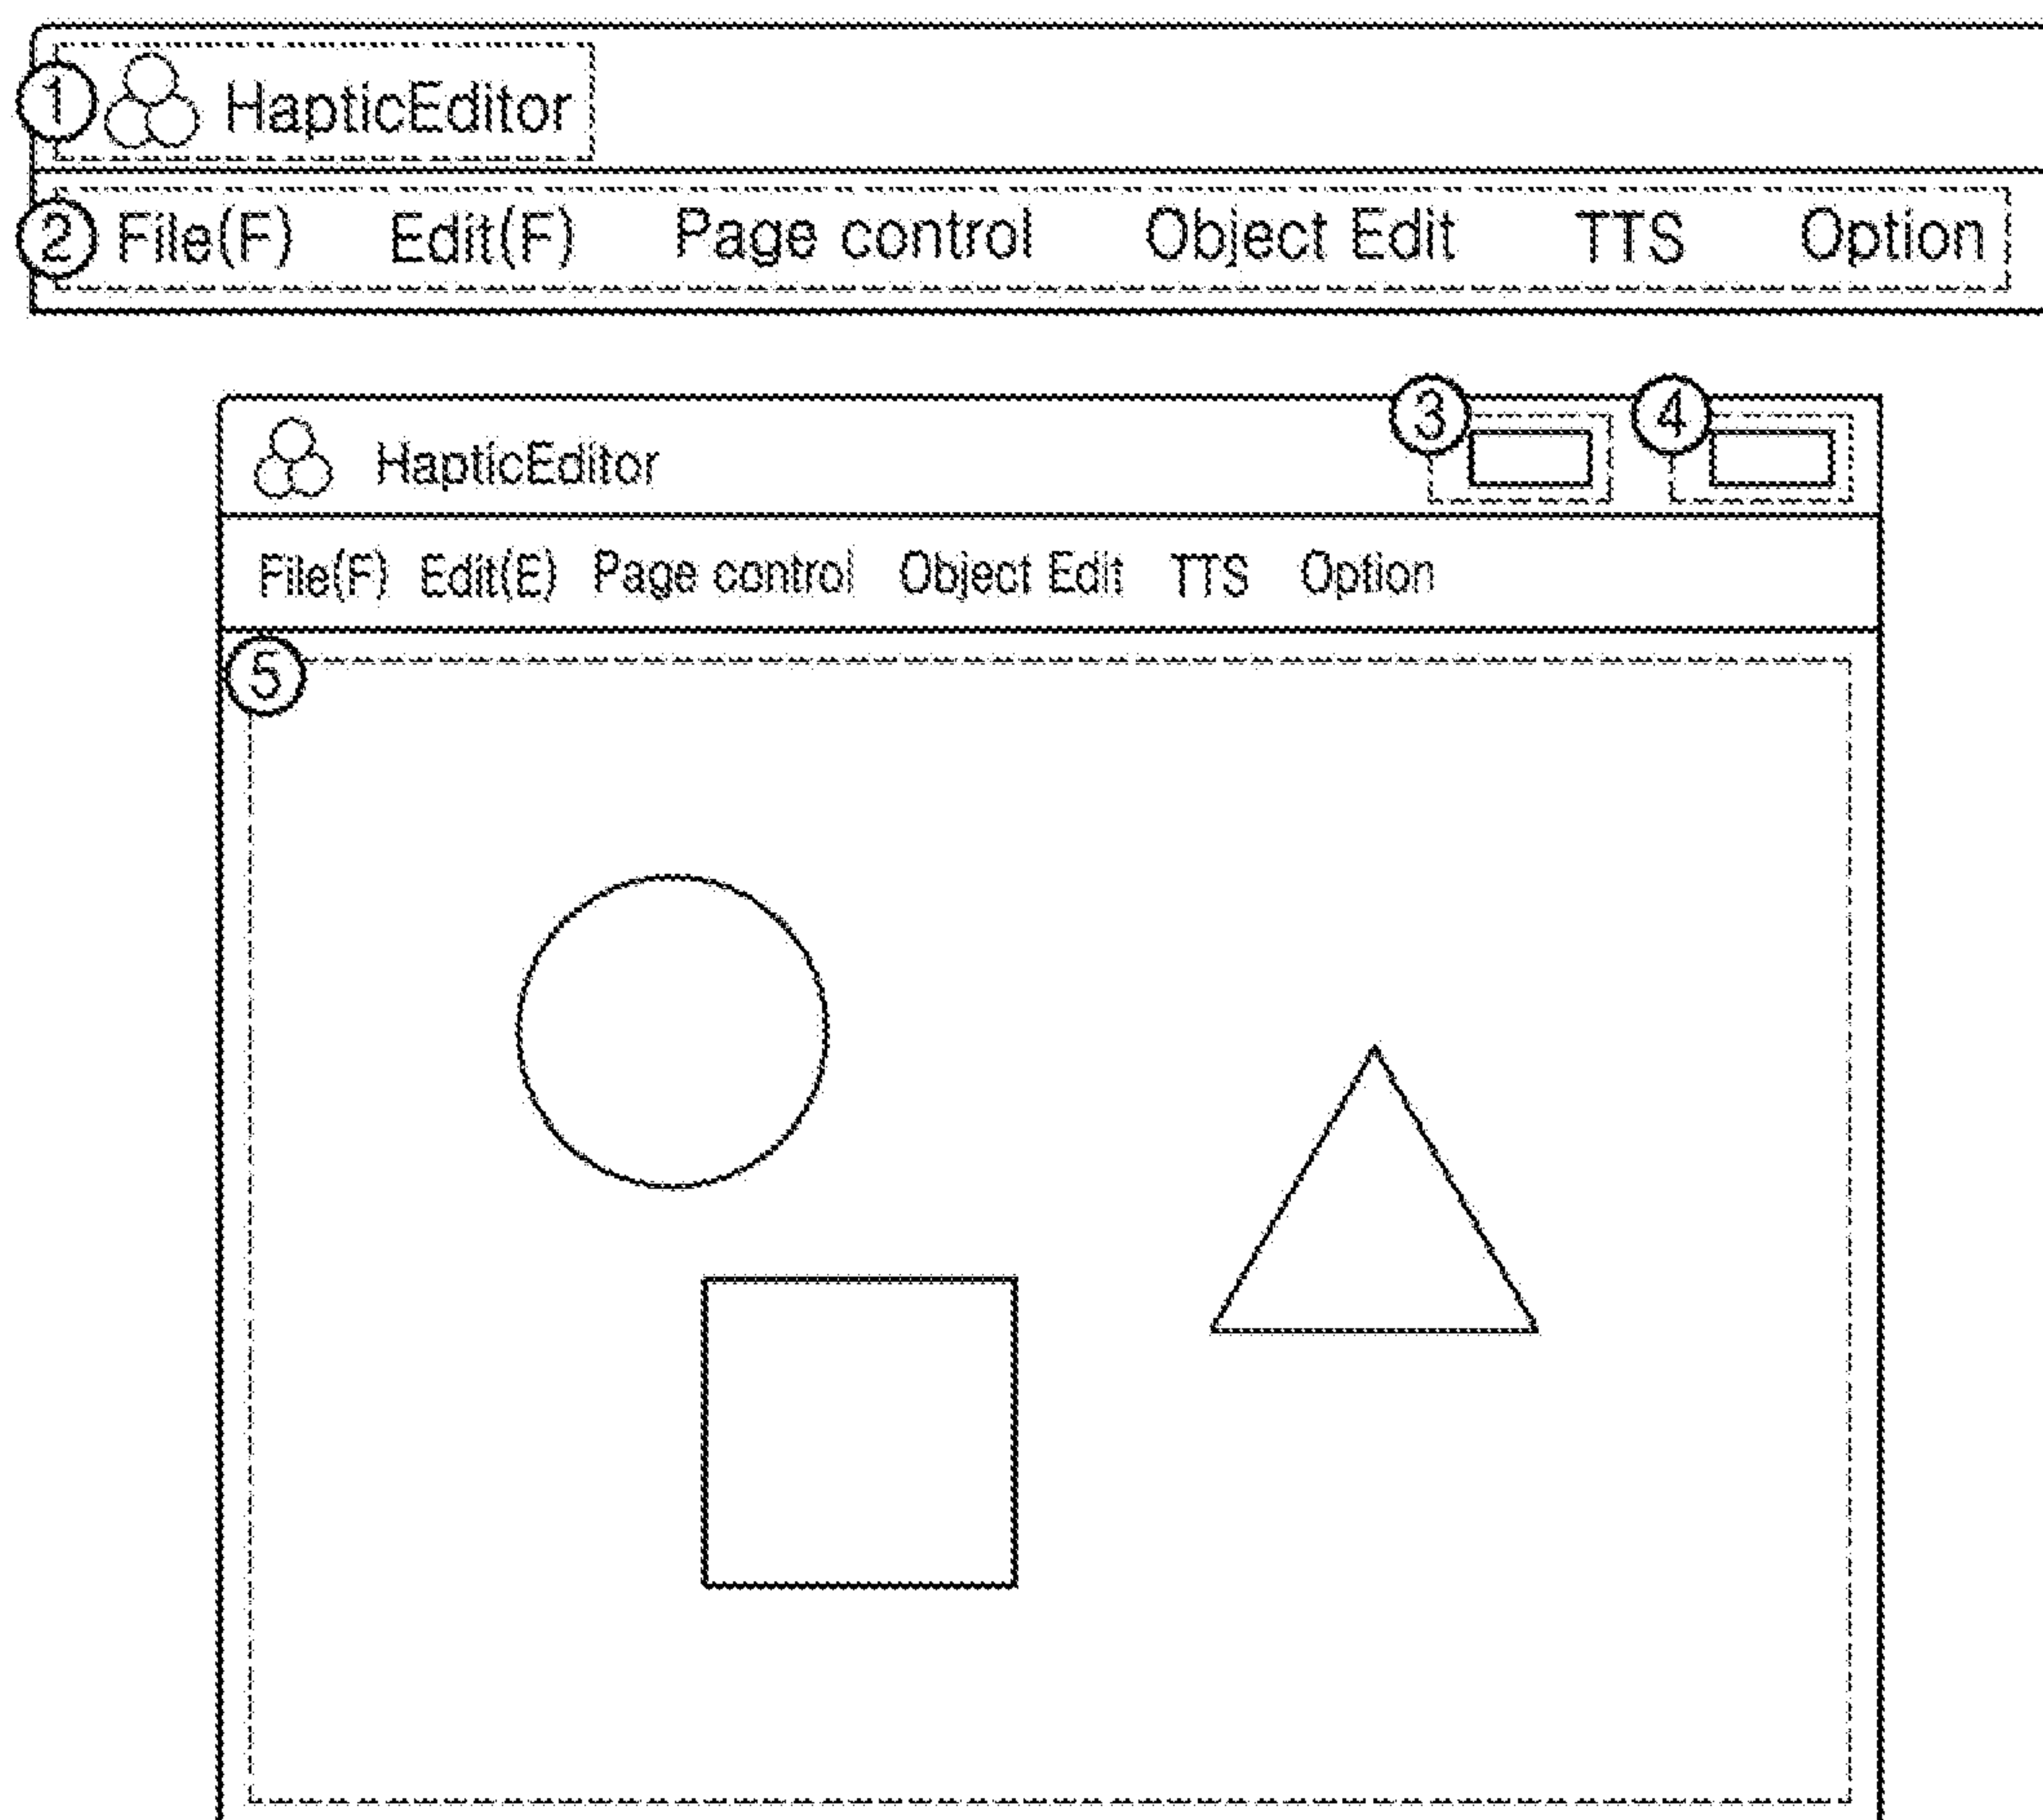 ① HapticEditor
② File(F) Edit(F) Page control Object Edit TTS Option
HapticEditor ③ ④
File(F) Edit(E) Page control Object Edit TTS Option
⑤